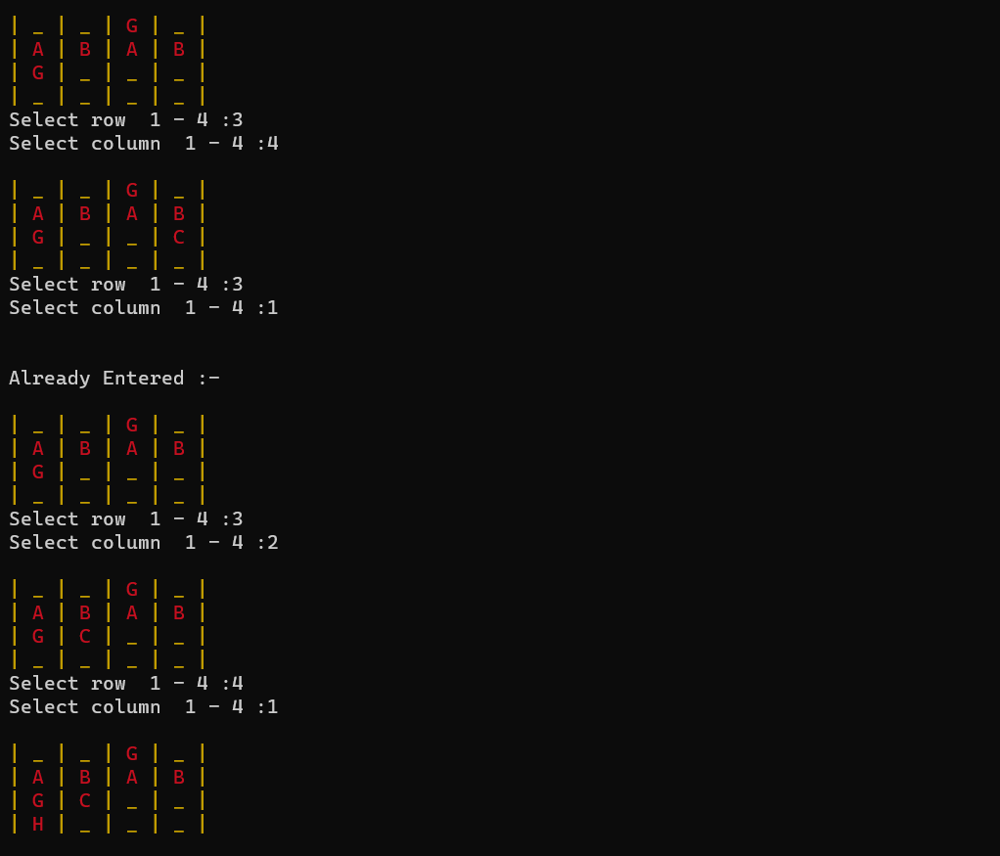 | _ | _ | G | _ |
| A | B | A | B |
| G | _ | _ | _ |
| _ | _ | _ | _ |
Select row  1 - 4 :3
Select column  1 - 4 :4
| _ | _ | G | _ |
| A | B | A | B |
| G | _ | _ | C |
| _ | _ | _ | _ |
Select row  1 - 4 :3
Select column  1 - 4 :1
Already Entered :-
| _ | _ | G | _ |
| A | B | A | B |
| G | _ | _ | _ |
| _ | _ | _ | _ |
Select row  1 - 4 :3
Select column  1 - 4 :2
| _ | _ | G | _ |
| A | B | A | B |
| G | C | _ | _ |
| _ | _ | _ | _ |
Select row  1 - 4 :4
Select column  1 - 4 :1
| _ | _ | G | _ |
| A | B | A | B |
| G | C | _ | _ |
| H | _ | _ | _ |